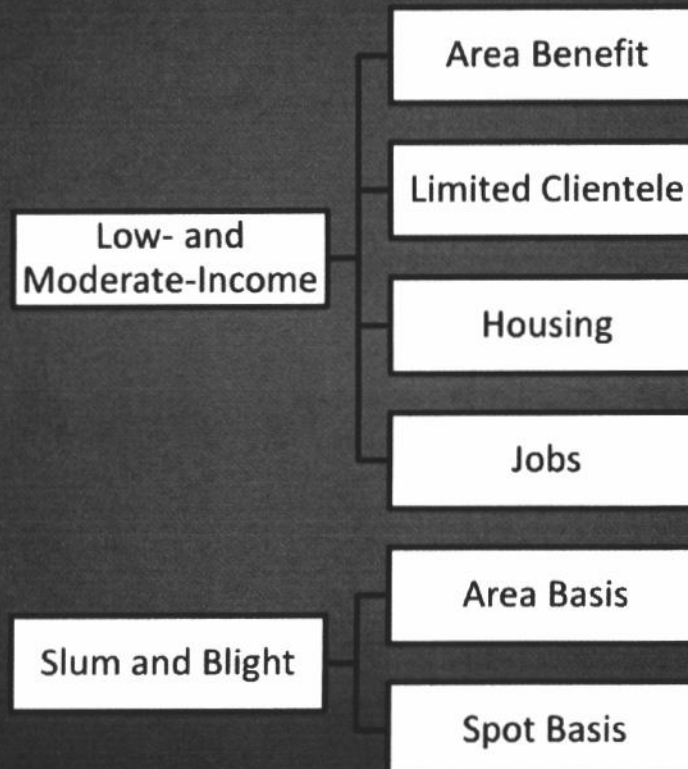 Low- and
Moderate-Income
Area Benefit
Limited Clientele
Housing
Jobs
Slum and Blight
Area Basis
Spot Basis